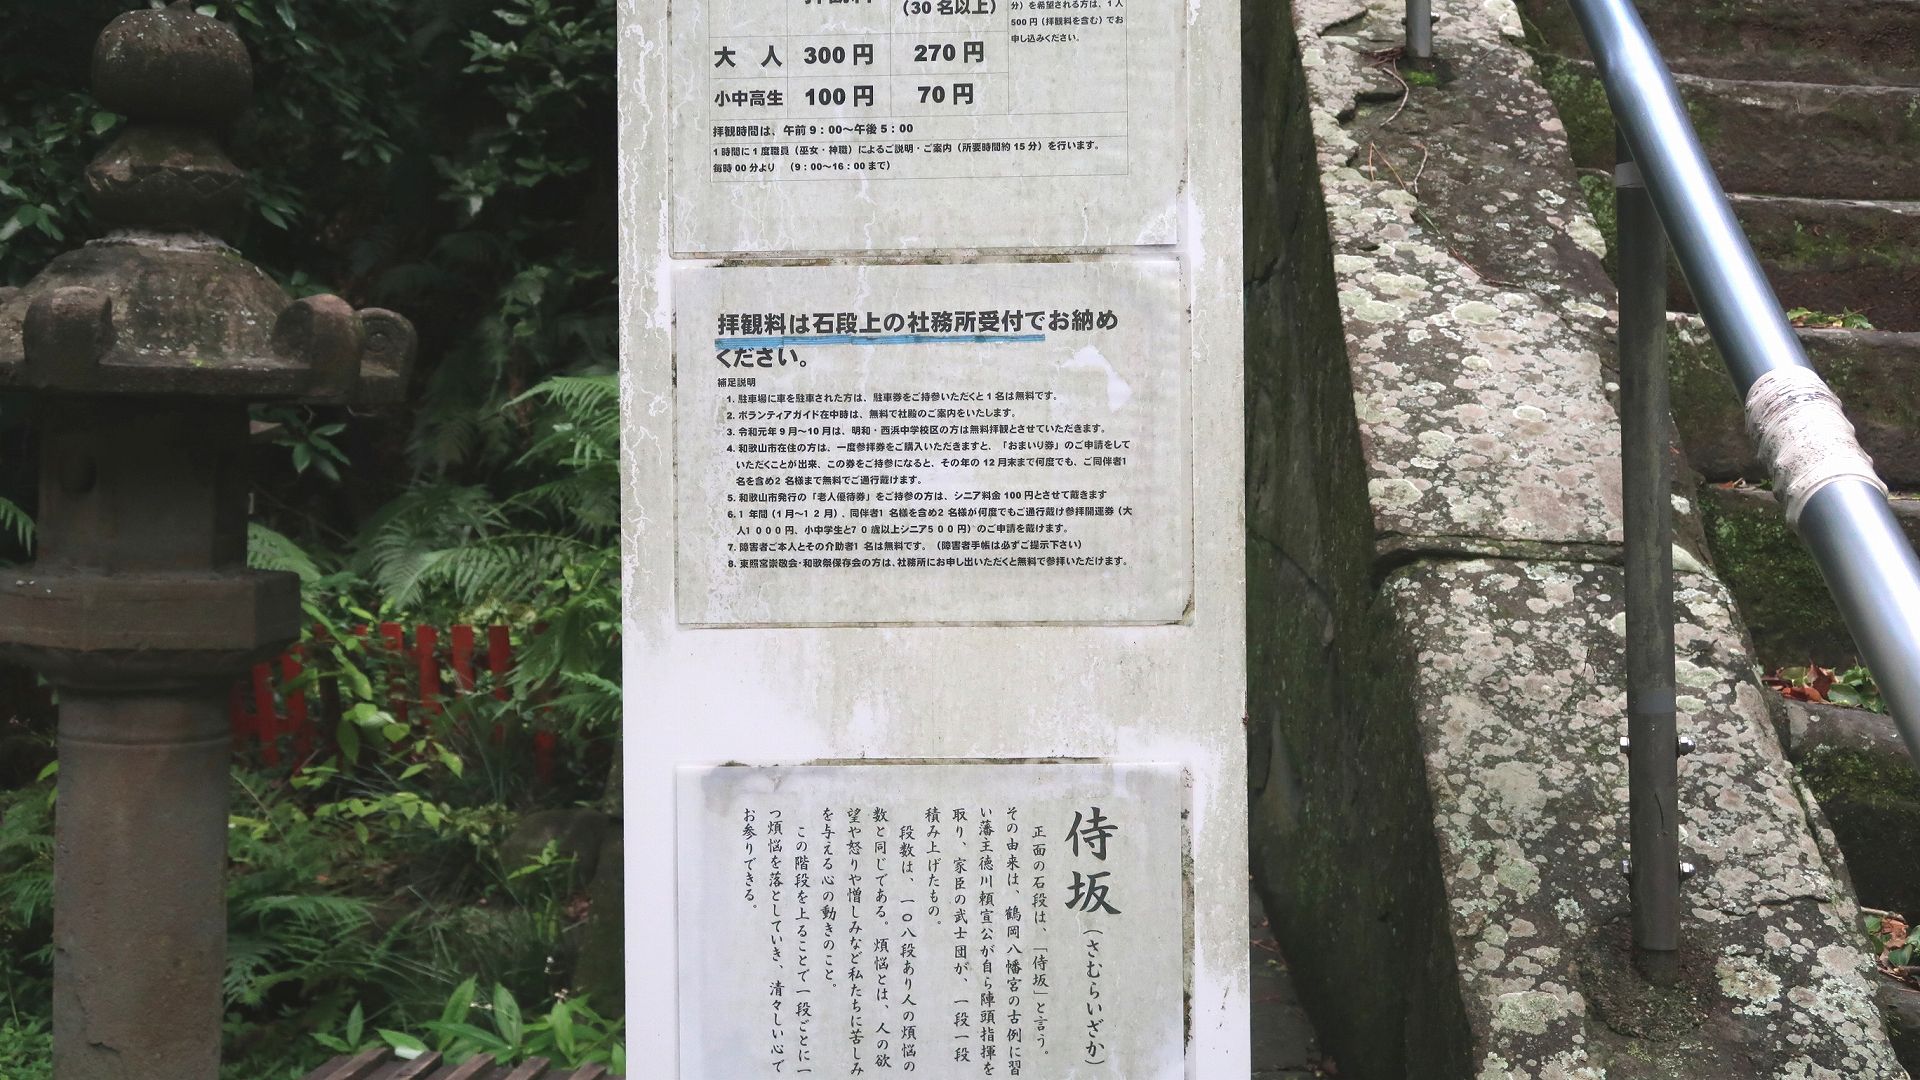 (30名以上)
分)を希望される方は、1人
500円(拝観料を含む)でお
申し込みください。
大　人 300円 270円
小中高生 100円 70円
拝観時間は、午前9:00～午後5:00
1時間に1度職員（巫女・神職）によるご説明・ご案内（所要時間約15分）を行います。
毎時00分より　（9:00～16:00まで）
拝観料は石段上の社務所受付でお納め
ください。
補足説明
1. 駐車場に車を駐車された方は、駐車券をご持参いただくと1名は無料です。
2. ボランティアガイド在中時は、無料で社殿のご案内をいたします。
3. 令和元年9月～10月は、明和・西浜中学校区の方は無料拝観とさせていただきます。
4. 和歌山市在住の方は、一度参拝券をご購入いただきますと、「おまいり券」のご申請をして
いただくことが出来、この券をご持参になると、その年の12月末まで何度でも、ご同伴者1
名を含め2名様まで無料でご通行戴けます。
5. 和歌山市発行の「老人優待券」をご持参の方は、シニア料金100円とさせて戴きます
6. 1年間（1月～12月）、同伴者1名様を含め2名様が何度でもご通行戴け参拝開運券（大
人1000円、小中学生と70歳以上シニア500円）のご申請を戴けます。
7. 障害者ご本人とその介助者1名は無料です。（障害者手帳は必ずご提示下さい）
8. 東照宮崇敬会・和歌祭保存会の方は、社務所にお申し出いただくと無料で参拝いただけます。
侍坂（さむらいざか）
正面の石段は、「侍坂」と言う。
その由来は、鶴岡八幡宮の古例に習
い藩主徳川頼宣公が自ら陣頭指揮を
取り、家臣の武士団が、一段一段
積み上げたもの。
段数は、一〇八段あり人の煩悩の
数と同じである。煩悩とは、人の欲
望や怒りや憎しみなど私たちに苦しみ
を与える心の動きのこと。
この階段を上ることで一段ごとに一
つ煩悩を落としていき、清々しい心で
お参りできる。